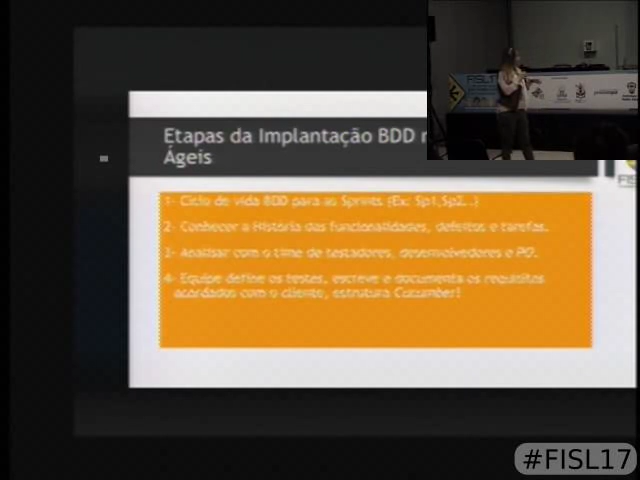 FISL17
Etapas da Implantação BDD
Ágeis
1- Ciclo de vida BDD para as Sprints (Ex: Sp1,Sp2..)
2- Conhecer a História das funcionalidades, defeitos e tarefas.
3- Analisar com o time de testadores, desenvolvedores e PO.
4- Equipe define os testes, escreve e documenta os requisitos
acordados com o cliente, estrutura Cucumber!
#FISL17